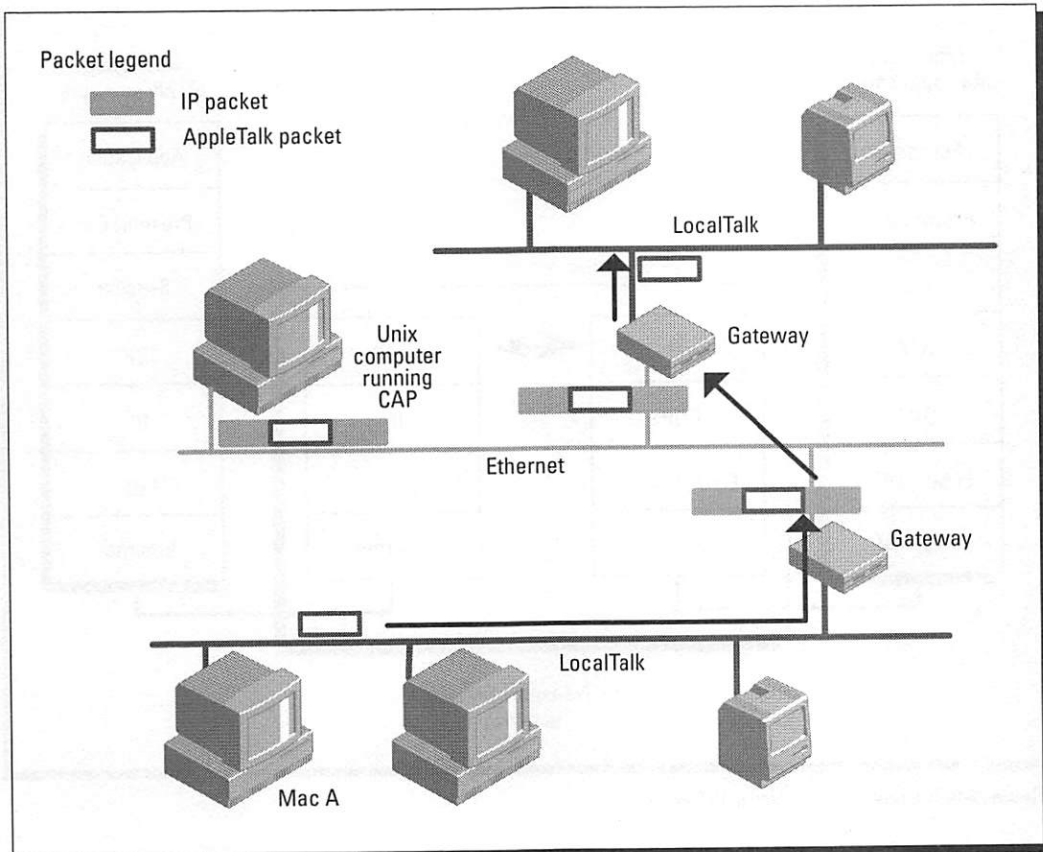 Packet legend
IP packet
AppleTalk packet
LocalTalk
Gateway
Unix
computer
running
CAP
Ethernet
Gateway
LocalTalk
Mac A